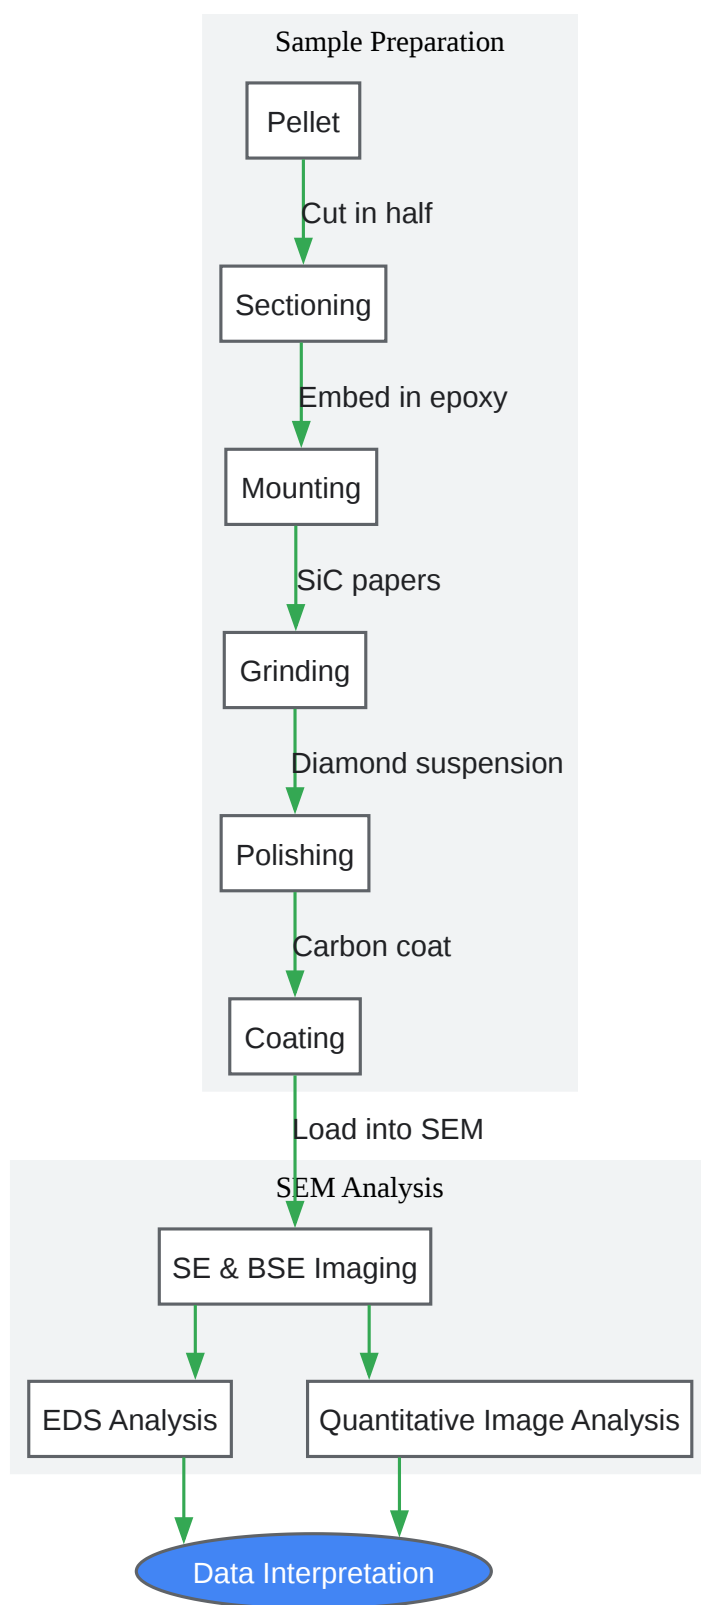 Sample Preparation
Pellet
Cut in half
Sectioning
Embed in epoxy
Mounting
SiC papers
Grinding
Diamond suspension
Polishing
Carbon coat
Coating
Load into SEM
SEM Analysis
SE & BSE Imaging
EDS Analysis
Quantitative Image Analysis
Data Interpretation